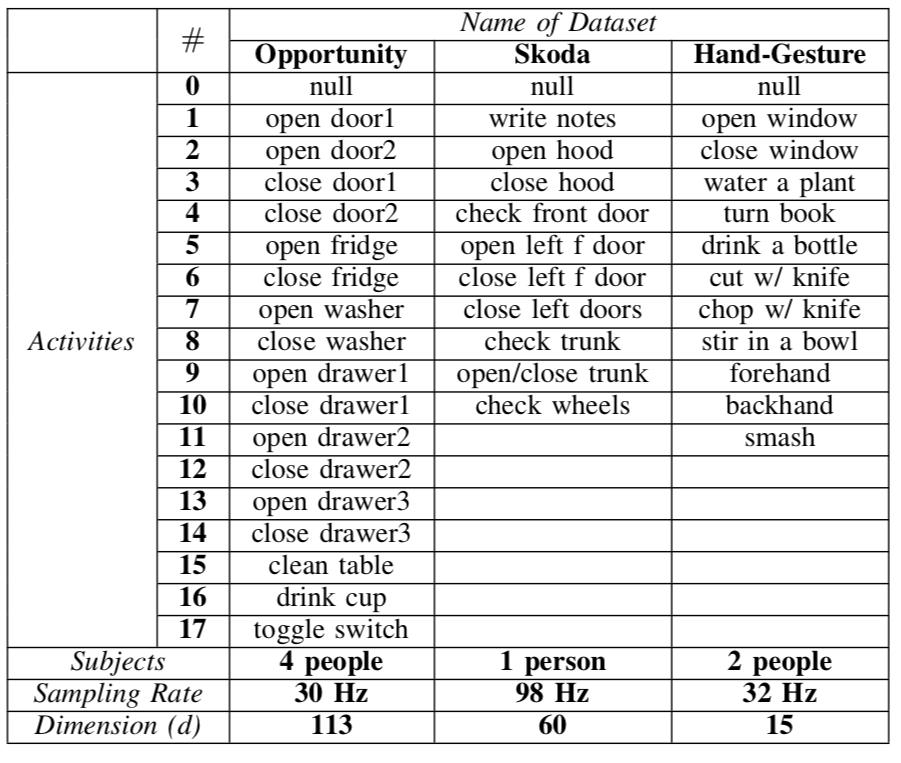 # Name of Dataset
Opportunity Skoda Hand-Gesture
0 null null null
1 open door1 write notes open window
2 open door2 open hood close window
3 close door1 close hood water a plant
4 close door2 check front door turn book
5 open fridge open left f door drink a bottle
6 close fridge close left f door cut w/ knife
7 open washer close left doors chop w/ knife
Activities 8 close washer check trunk stir in a bowl
9 open drawer1 open/close trunk forehand
10 close drawer1 check wheels backhand
11 open drawer2 smash
12 close drawer2
13 open drawer3
14 close drawer3
15 clean table
16 drink cup
17 toggle switch
Subjects 4 people 1 person 2 people
Sampling Rate 30 Hz 98 Hz 32 Hz
Dimension (d) 113 60 15